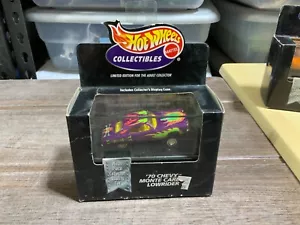 Hot Wheels
MATTEL
COLLECTIBLES
LIMITED EDITION FOR THE ADULT COLLECTOR
Includes Collector's Display Case
'70 CHEVY
MONTE CARLO
LOWRIDER